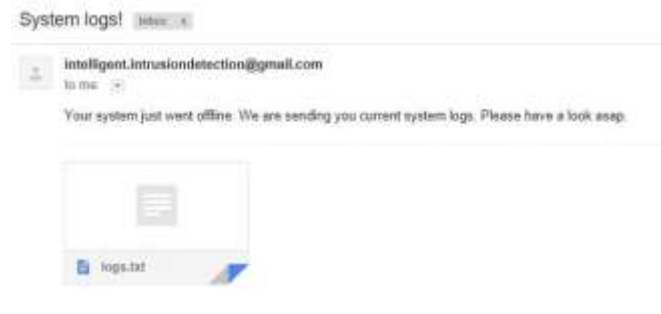 System logs! Inbox x
intelligent.intrusiondetection@gmail.com
to me
Your system just went offline. We are sending you current system logs. Please have a look asap.
logs.txt